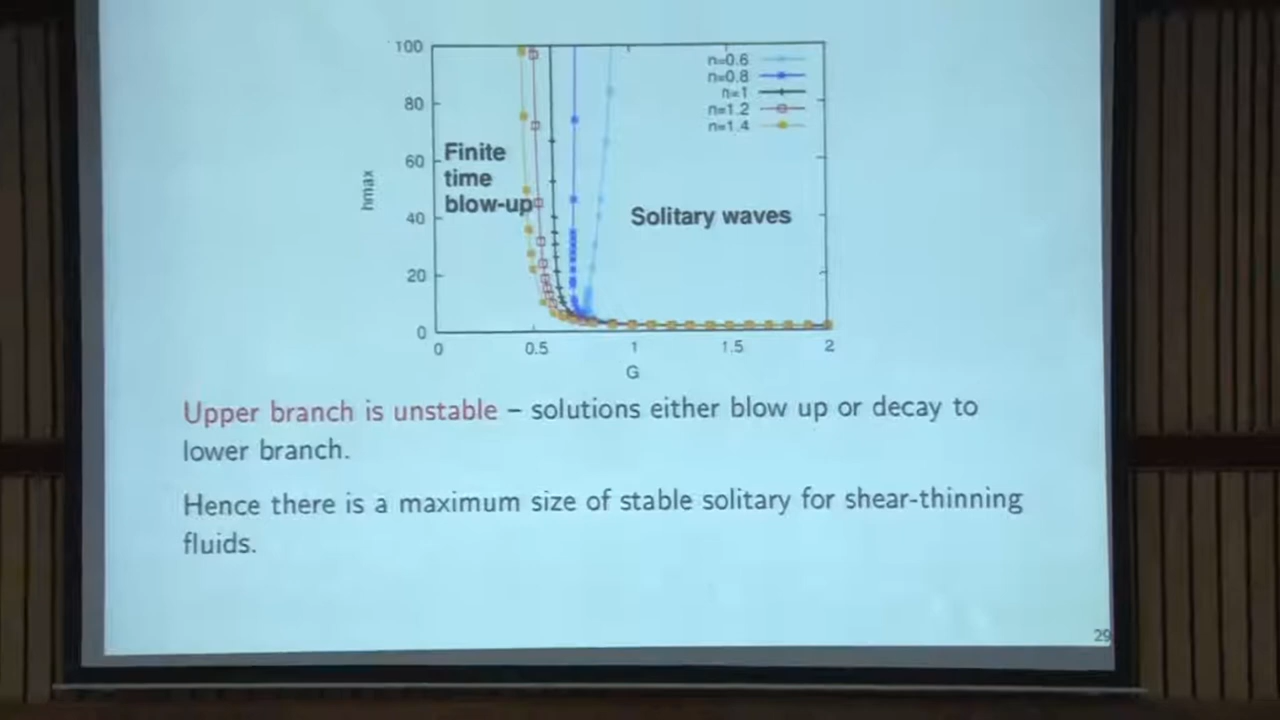 100
80
60
40
20
0
hmax
0
0.5
1
1.5
2
G
n=0.6
n=0.8
n=1
n=1.2
n=1.4
Finite
time
blow-up
Solitary waves
Upper branch is unstable – solutions either blow up or decay to
lower branch.
Hence there is a maximum size of stable solitary for shear-thinning
fluids.
29